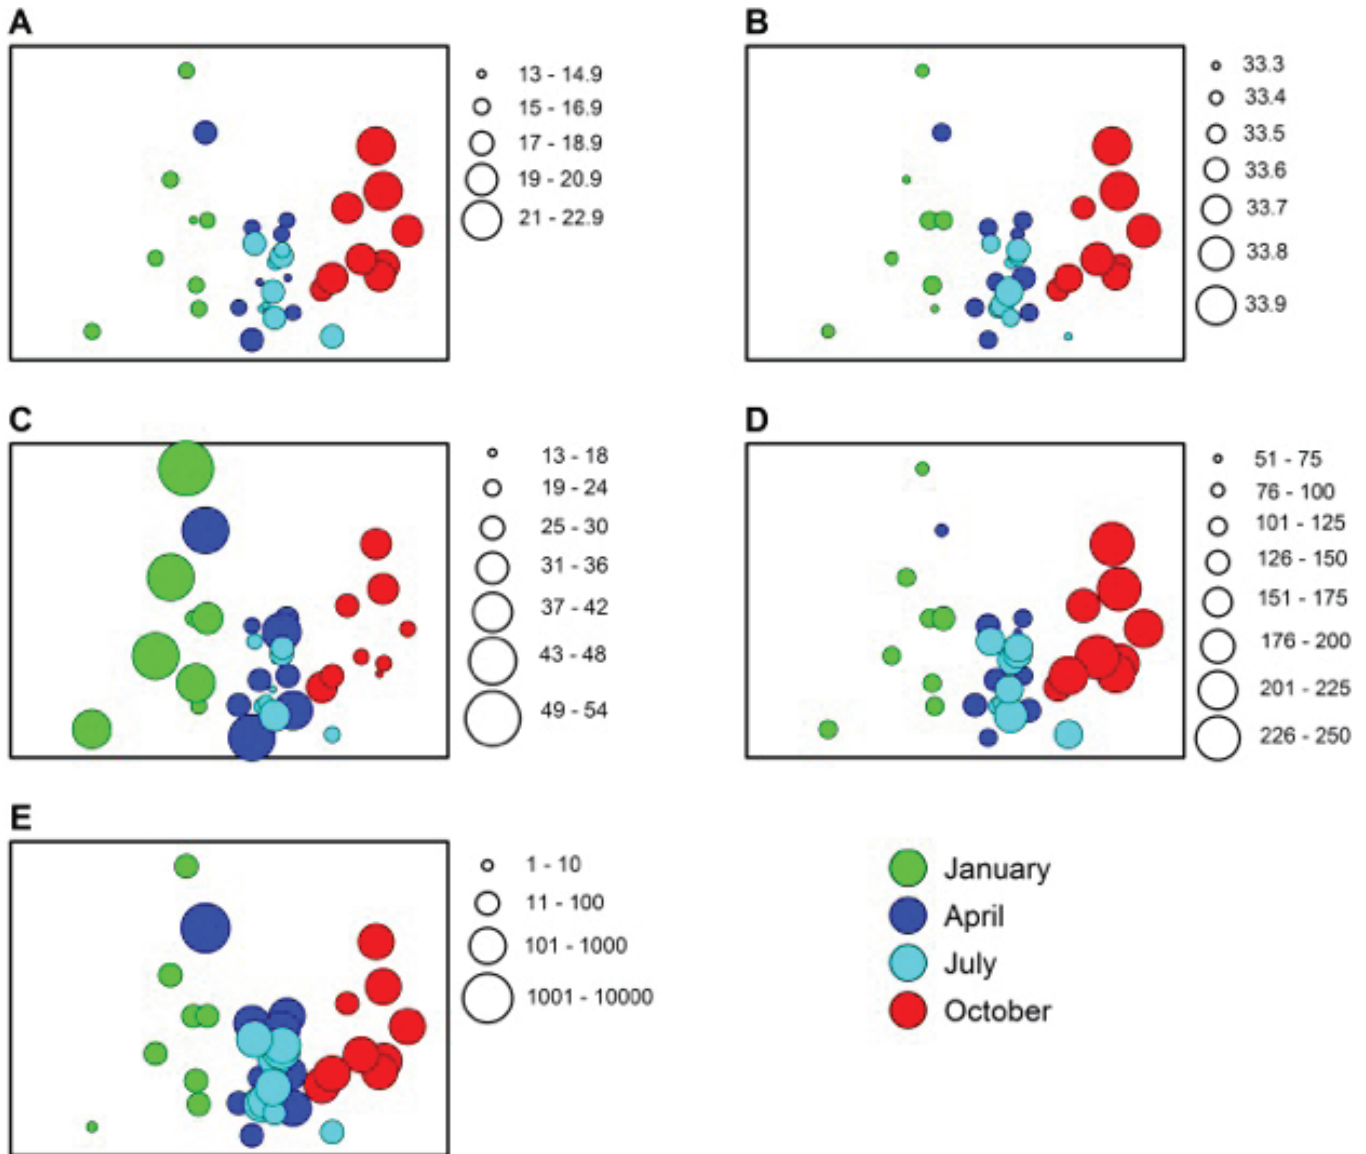 A
13 - 14.9
15 - 16.9
17 - 18.9
19 - 20.9
21 - 22.9
B
33.3
33.4
33.5
33.6
33.7
33.8
33.9
C
13 - 18
19 - 24
25 - 30
31 - 36
37 - 42
43 - 48
49 - 54
D
51 - 75
76 - 100
101 - 125
126 - 150
151 - 175
176 - 200
201 - 225
226 - 250
E
1 - 10
11 - 100
101 - 1000
1001 - 10000
January
April
July
October